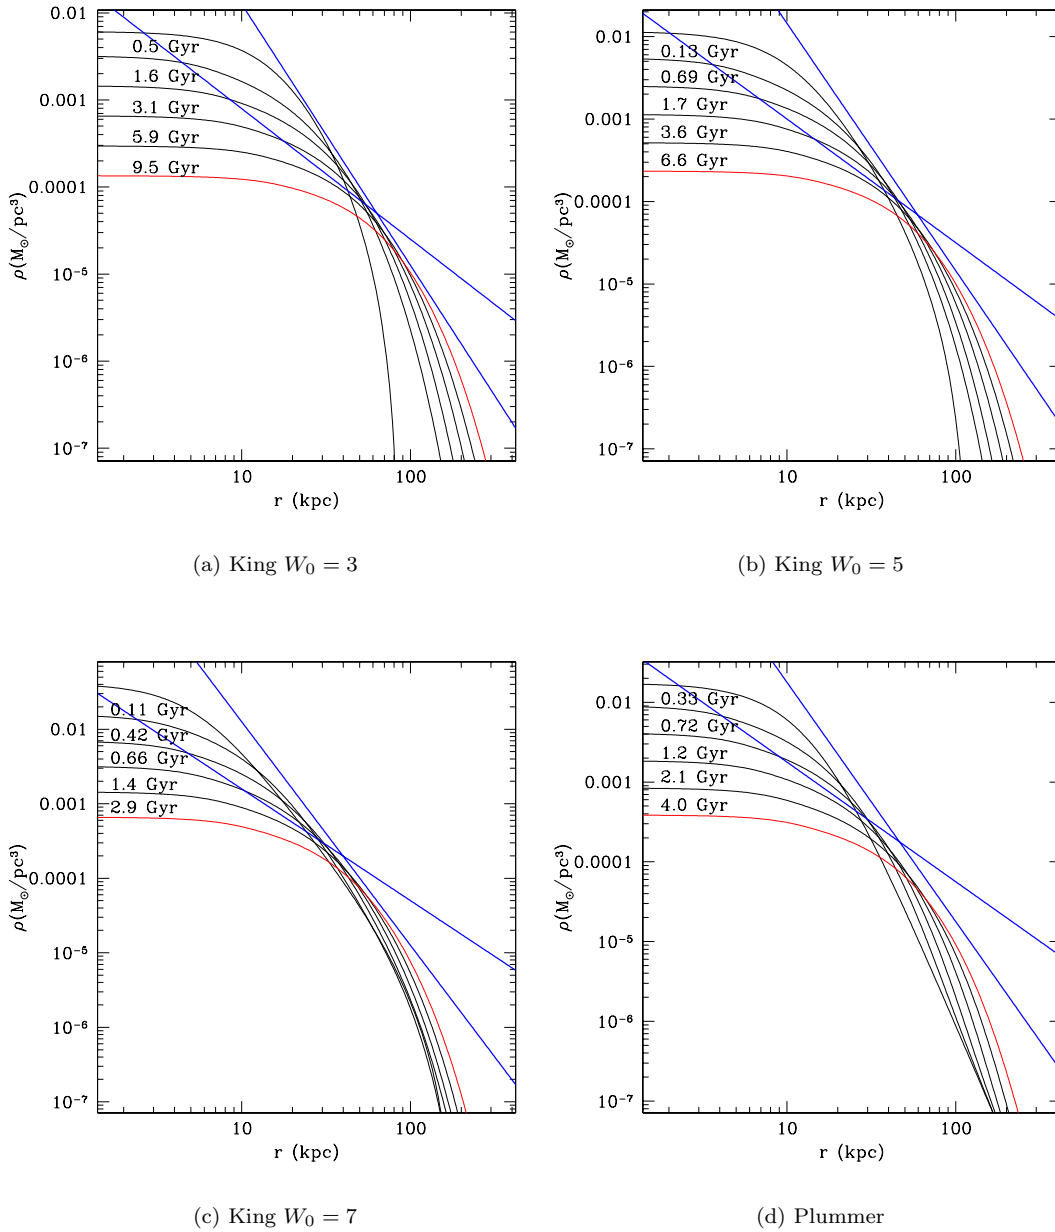 0.01
0.001
0.0001
10⁻⁵
10⁻⁶
10⁻⁷
ρ(M⊙/pc³)
0.5 Gyr
1.6 Gyr
3.1 Gyr
5.9 Gyr
9.5 Gyr
10 100
r (kpc)
(a) King W₀ = 3
0.01
0.001
0.0001
10⁻⁵
10⁻⁶
10⁻⁷
ρ(M⊙/pc³)
0.13 Gyr
0.69 Gyr
1.7 Gyr
3.6 Gyr
6.6 Gyr
10 100
r (kpc)
(b) King W₀ = 5
0.01
0.001
0.0001
10⁻⁵
10⁻⁶
10⁻⁷
ρ(M⊙/pc³)
0.11 Gyr
0.42 Gyr
0.66 Gyr
1.4 Gyr
2.9 Gyr
10 100
r (kpc)
(c) King W₀ = 7
0.01
0.001
0.0001
10⁻⁵
10⁻⁶
10⁻⁷
ρ(M⊙/pc³)
0.33 Gyr
0.72 Gyr
1.2 Gyr
2.1 Gyr
4.0 Gyr
10 100
r (kpc)
(d) Plummer